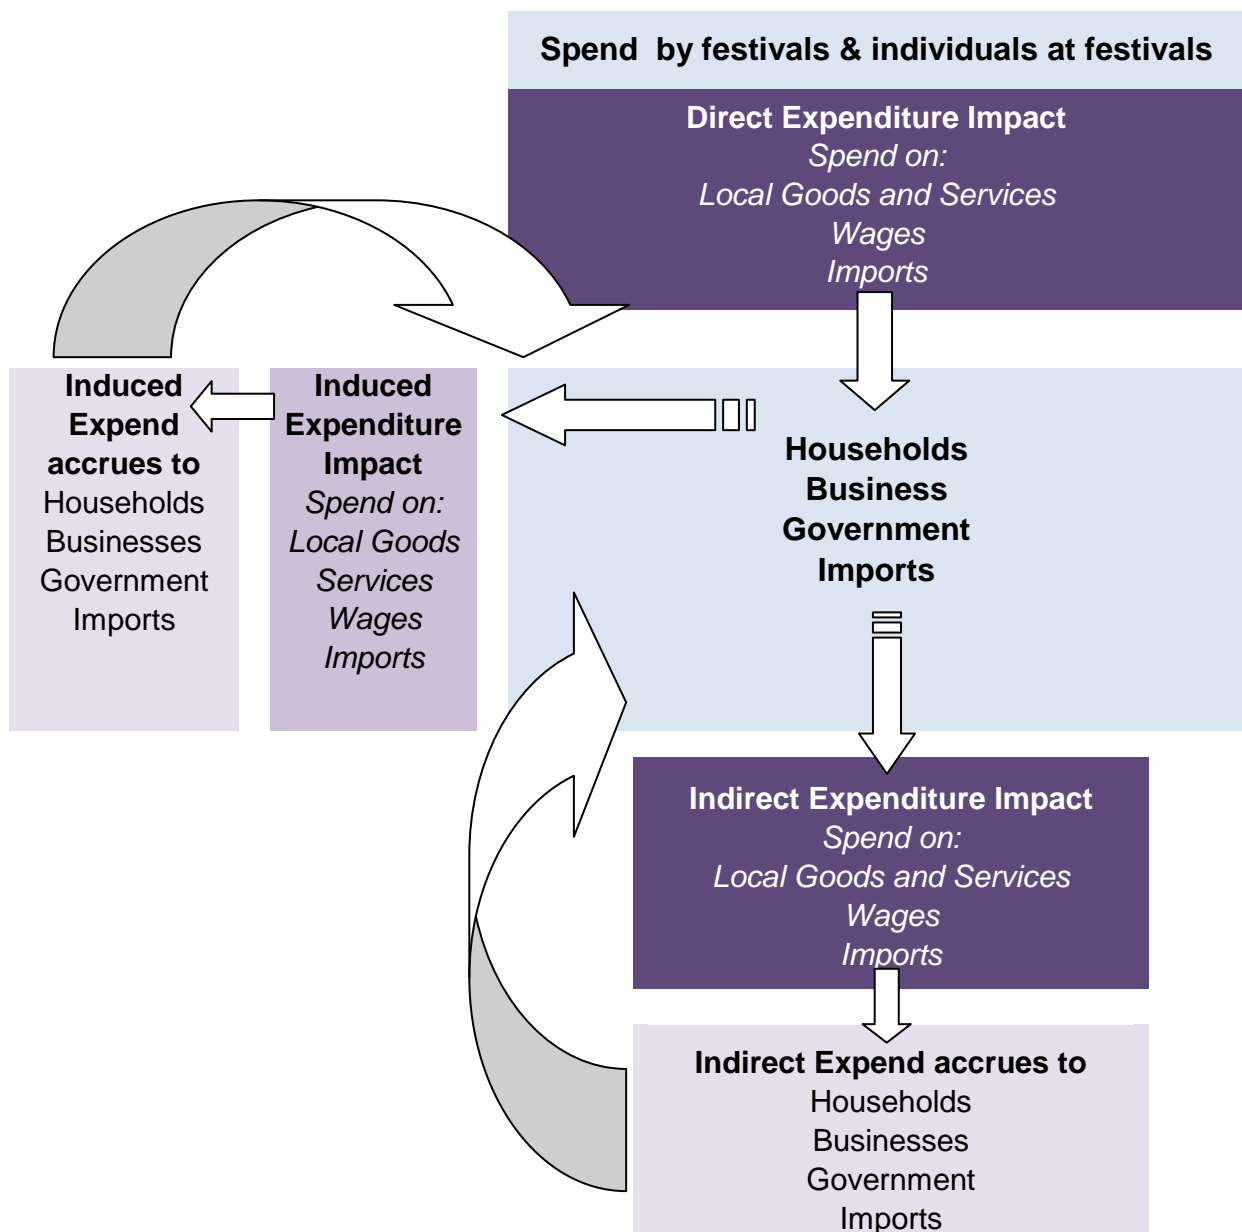 Spend by festivals & individuals at festivals
Direct Expenditure Impact
Spend on:
Local Goods and Services
Wages
Imports
Induced
Expend
accrues to
Households
Businesses
Government
Imports
Induced
Expenditure
Impact
Spend on:
Local Goods
Services
Wages
Imports
Households
Business
Government
Imports
Indirect Expenditure Impact
Spend on:
Local Goods and Services
Wages
Imports
Indirect Expend accrues to
Households
Businesses
Government
Imports